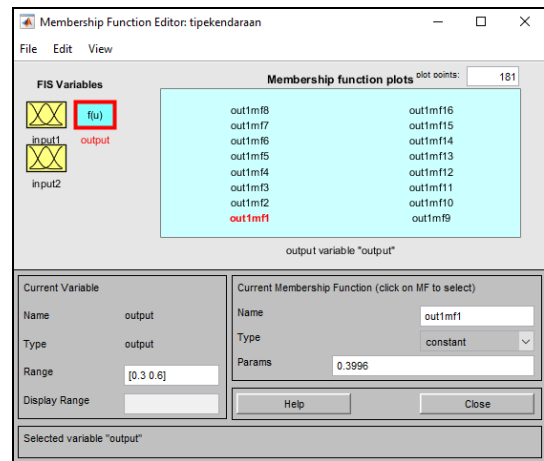 Membership Function Editor: tipekendaraan
File Edit View
FIS Variables
f(u)
input1 output
input2
Membership function plots plot points: 181
out1mf8 out1mf16
out1mf7 out1mf15
out1mf6 out1mf14
out1mf5 out1mf13
out1mf4 out1mf12
out1mf3 out1mf11
out1mf2 out1mf10
out1mf1 out1mf9
output variable "output"
Current Variable
Name output
Type output
Range [0.3 0.6]
Display Range
Current Membership Function (click on MF to select)
Name out1mf1
Type constant
Params 0.3996
Help Close
Selected variable "output"